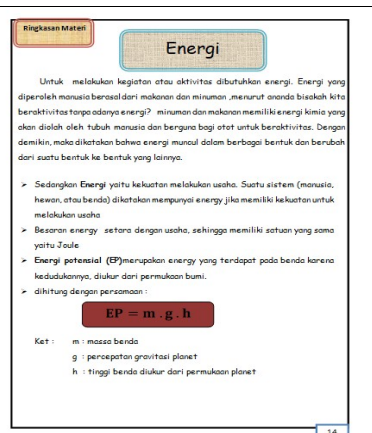 Ringkasan Materi
Energi
Untuk melakukan kegiatan atau aktivitas dibutuhkan energi. Energi yang
diperoleh manusia berasal dari makanan dan minuman ,menurut ananda bisakah kita
beraktivitas tanpa adanya energi? minuman dan makanan memiliki energi kimia yang
akan diolah oleh tubuh manusia dan berguna bagi otot untuk beraktivitas. Dengan
demikin, maka dikatakan bahwa energi muncul dalam berbagai bentuk dan berubah
dari suatu bentuk ke bentuk yang lainnya.
➤ Sedangkan Energi yaitu kekuatan melakukan usaha. Suatu sistem (manusia,
hewan, atau benda) dikatakan mempunyai energy jika memiliki kekuatan untuk
melakukan usaha
➤ Besaran energy setara dengan usaha, sehingga memiliki satuan yang sama
yaitu Joule
➤ Energi potensial (EP)merupakan energy yang terdapat pada benda karena
kedudukannya, diukur dari permukaan bumi.
➤ dihitung dengan persamaan :
EP = m . g . h
Ket : m : massa benda
g : percepatan gravitasi planet
h : tinggi benda diukur dari permukaan planet
14